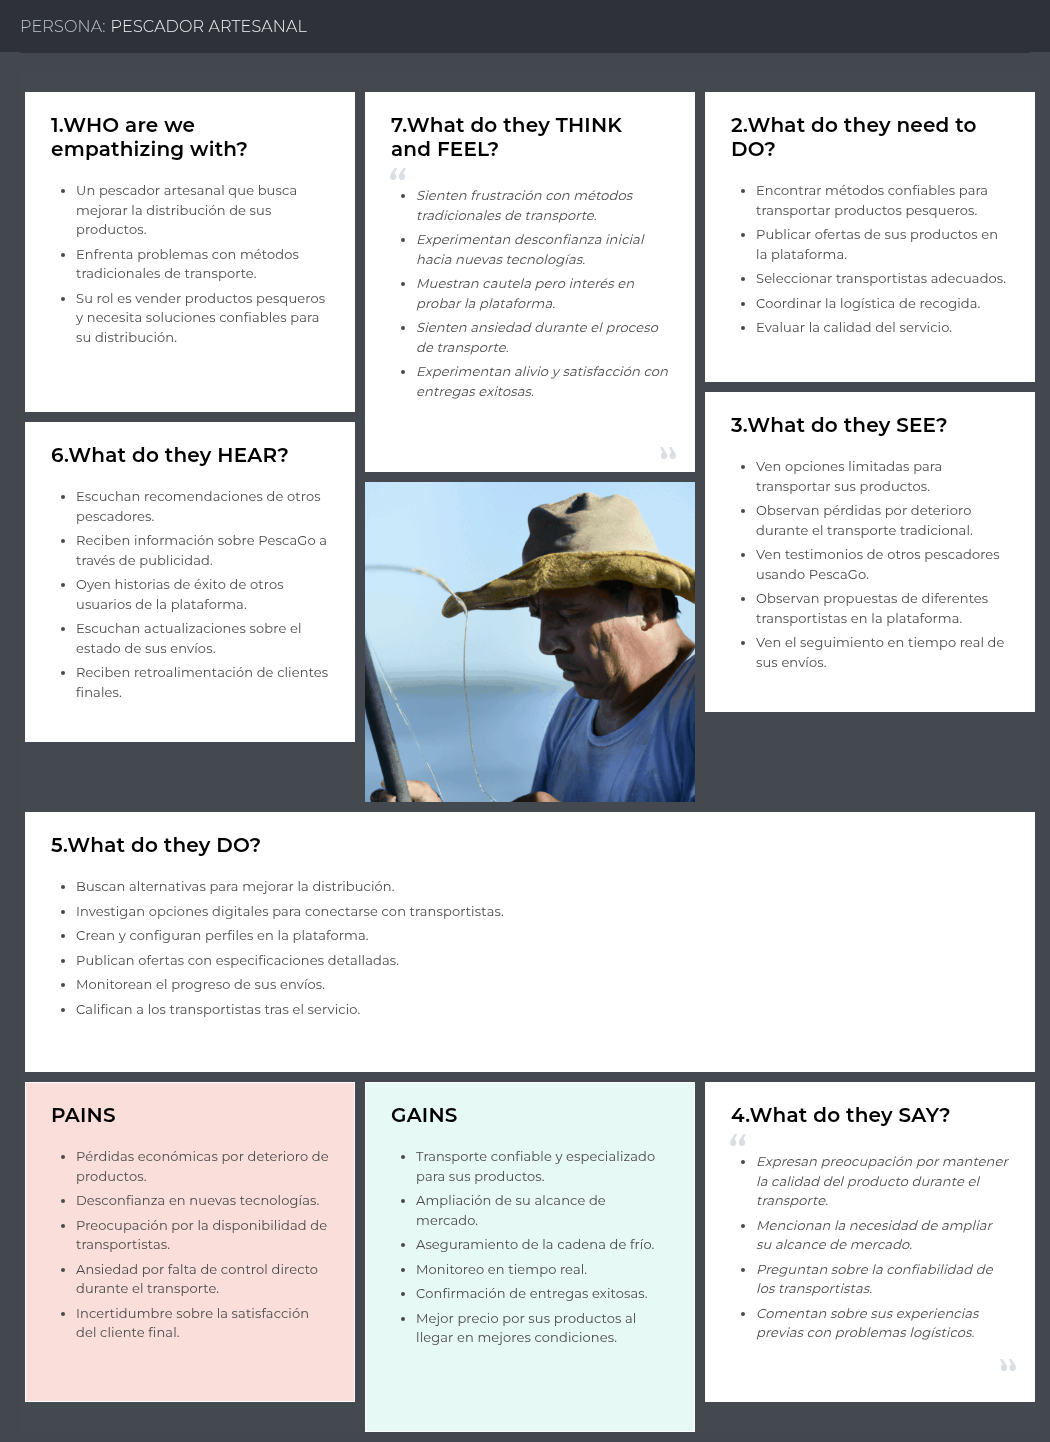 PERSONA: PESCADOR ARTESANAL
1.WHO are we
empathizing with?
• Un pescador artesanal que busca
mejorar la distribución de sus
productos.
• Enfrenta problemas con métodos
tradicionales de transporte.
• Su rol es vender productos pesqueros
y necesita soluciones confiables para
su distribución.
7.What do they THINK
and FEEL?
“
• Sienten frustración con métodos
tradicionales de transporte.
• Experimentan desconfianza inicial
hacia nuevas tecnologías.
• Muestran cautela pero interés en
probar la plataforma.
• Sienten ansiedad durante el proceso
de transporte.
• Experimentan alivio y satisfacción con
entregas exitosas.
”
2.What do they need to
DO?
• Encontrar métodos confiables para
transportar productos pesqueros.
• Publicar ofertas de sus productos en
la plataforma.
• Seleccionar transportistas adecuados.
• Coordinar la logística de recogida.
• Evaluar la calidad del servicio.
6.What do they HEAR?
• Escuchan recomendaciones de otros
pescadores.
• Reciben información sobre PescaGo a
través de publicidad.
• Oyen historias de éxito de otros
usuarios de la plataforma.
• Escuchan actualizaciones sobre el
estado de sus envíos.
• Reciben retroalimentación de clientes
finales.
3.What do they SEE?
• Ven opciones limitadas para
transportar sus productos.
• Observan pérdidas por deterioro
durante el transporte tradicional.
• Ven testimonios de otros pescadores
usando PescaGo.
• Observan propuestas de diferentes
transportistas en la plataforma.
• Ven el seguimiento en tiempo real de
sus envíos.
5.What do they DO?
• Buscan alternativas para mejorar la distribución.
• Investigan opciones digitales para conectarse con transportistas.
• Crean y configuran perfiles en la plataforma.
• Publican ofertas con especificaciones detalladas.
• Monitorean el progreso de sus envíos.
• Califican a los transportistas tras el servicio.
PAINS
• Pérdidas económicas por deterioro de
productos.
• Desconfianza en nuevas tecnologías.
• Preocupación por la disponibilidad de
transportistas.
• Ansiedad por falta de control directo
durante el transporte.
• Incertidumbre sobre la satisfacción
del cliente final.
GAINS
• Transporte confiable y especializado
para sus productos.
• Ampliación de su alcance de
mercado.
• Aseguramiento de la cadena de frío.
• Monitoreo en tiempo real.
• Confirmación de entregas exitosas.
• Mejor precio por sus productos al
llegar en mejores condiciones.
4.What do they SAY?
“
• Expresan preocupación por mantener
la calidad del producto durante el
transporte.
• Mencionan la necesidad de ampliar
su alcance de mercado.
• Preguntan sobre la confiabilidad de
los transportistas.
• Comentan sobre sus experiencias
previas con problemas logísticos.
”